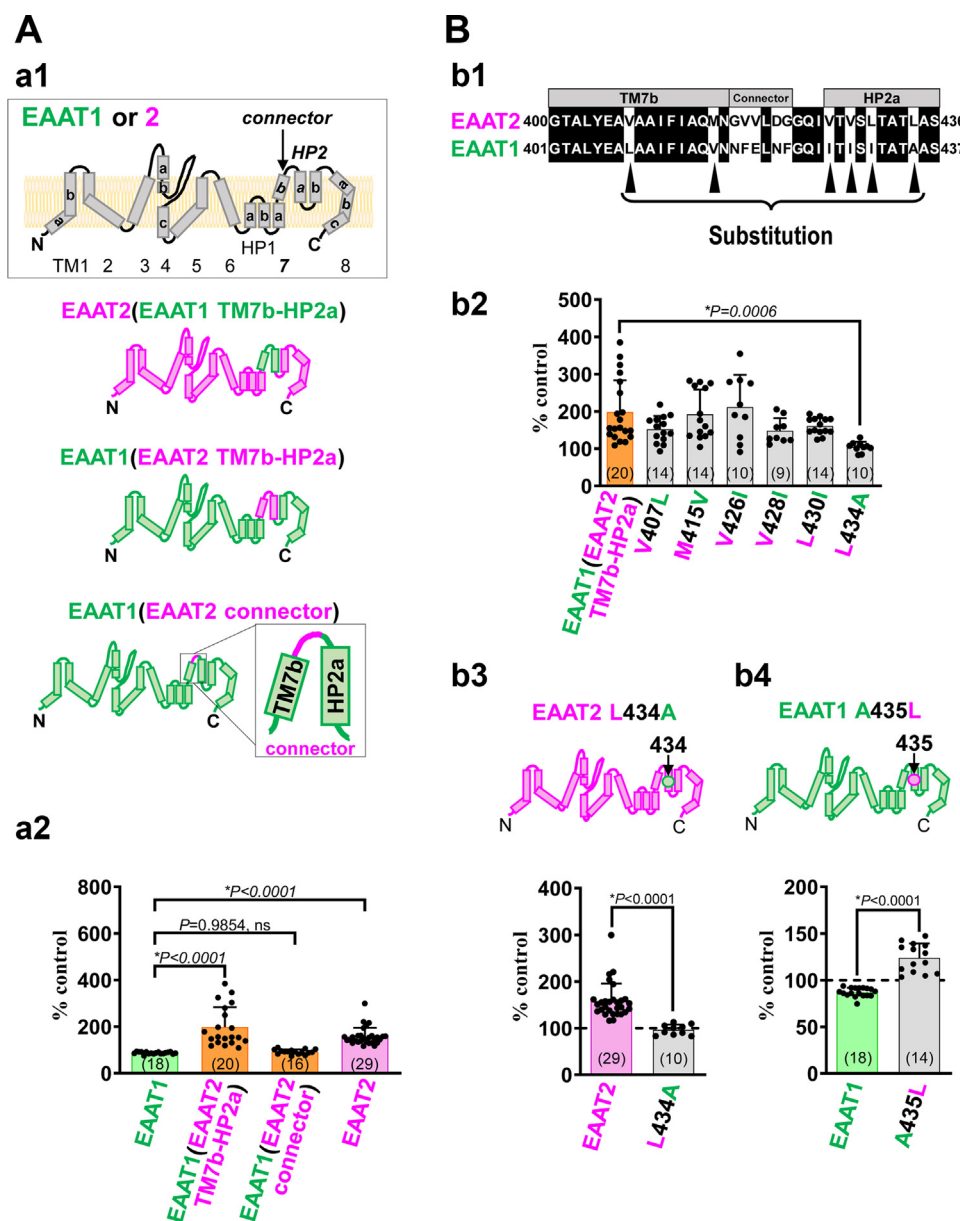 A
a1
EAAT1 or 2
connector
HP2
a b a b c b a b a b a a b c
N
HP1
C
TM1 2 3 4 5 6 7 8
EAAT2(EAAT1 TM7b-HP2a)
N C
EAAT1(EAAT2 TM7b-HP2a)
N C
EAAT1(EAAT2 connector)
N C
TM7b
HP2a
connector
a2
% control
800
600
400
200
0
*P<0.0001
P=0.9854, ns
*P<0.0001
(18) (20) (16) (29)
EAAT1
EAAT1(EAAT2
TM7b-HP2a)
EAAT1(EAAT2
connector)
EAAT2
B
b1
TM7b Connector HP2a
EAAT2 400 GTALYEAVAAIFIAQMNGVVLDGGQIVTVSLTATLAS 436
EAAT1 401 GTALYEALAAIFIAQVNNFELNFGQIITISITATAAS 437
Substitution
b2
% control
500
400
300
200
100
0
*P=0.0006
(20) (14) (14) (10) (9) (14) (10)
EAAT1(EAAT2
TM7b-HP2a)
V407L
M415V
V426I
V428I
L430I
L434A
b3
EAAT2 L434A
434
N C
% control
400
300
200
100
0
*P<0.0001
(29) (10)
EAAT2
L434A
b4
EAAT1 A435L
435
N C
% control
150
100
50
0
*P<0.0001
(18) (14)
EAAT1
A435L